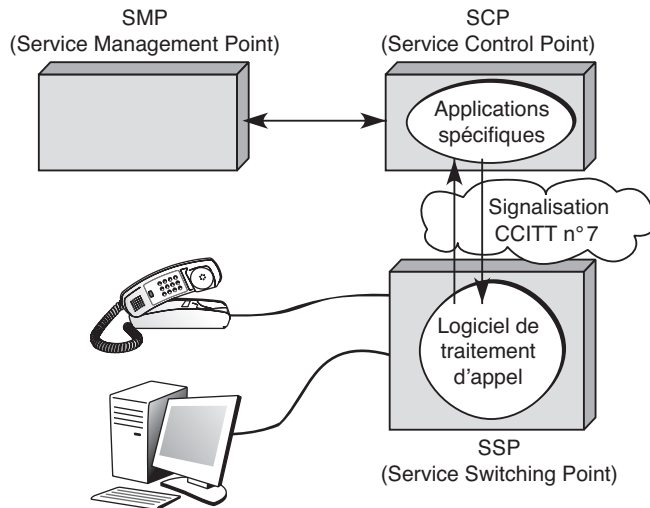 SMP
(Service Management Point)
SCP
(Service Control Point)
Applications
spécifiques
Signalisation
CCITT n° 7
Logiciel de
traitement
d'appel
SSP
(Service Switching Point)